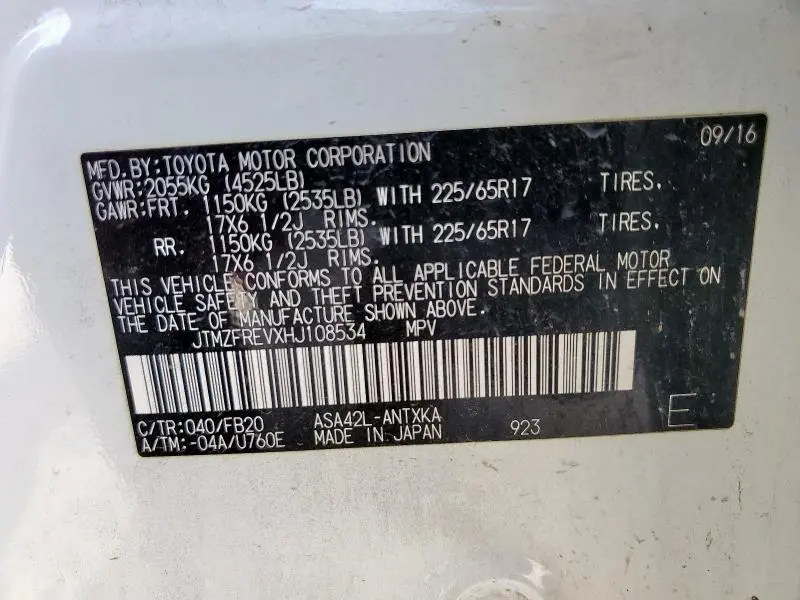 09/16
MFD.BY:TOYOTA MOTOR CORPORATION
GVWR:2055KG (4525LB)
GAWR:FRT. 1150KG (2535LB) WITH 225/65R17 TIRES.
17X6 1/2J RIMS.
RR. 1150KG (2535LB) WITH 225/65R17 TIRES.
17X6 1/2J RIMS.
THIS VEHICLE CONFORMS TO ALL APPLICABLE FEDERAL MOTOR
VEHICLE SAFETY AND THEFT PREVENTION STANDARDS IN EFFECT ON
THE DATE OF MANUFACTURE SHOWN ABOVE.
JTMZFREVXHJ108534 MPV
C/TR:040/FB20 ASA42L-ANTXKA
A/TM:-04A/U760E MADE IN JAPAN 923 E